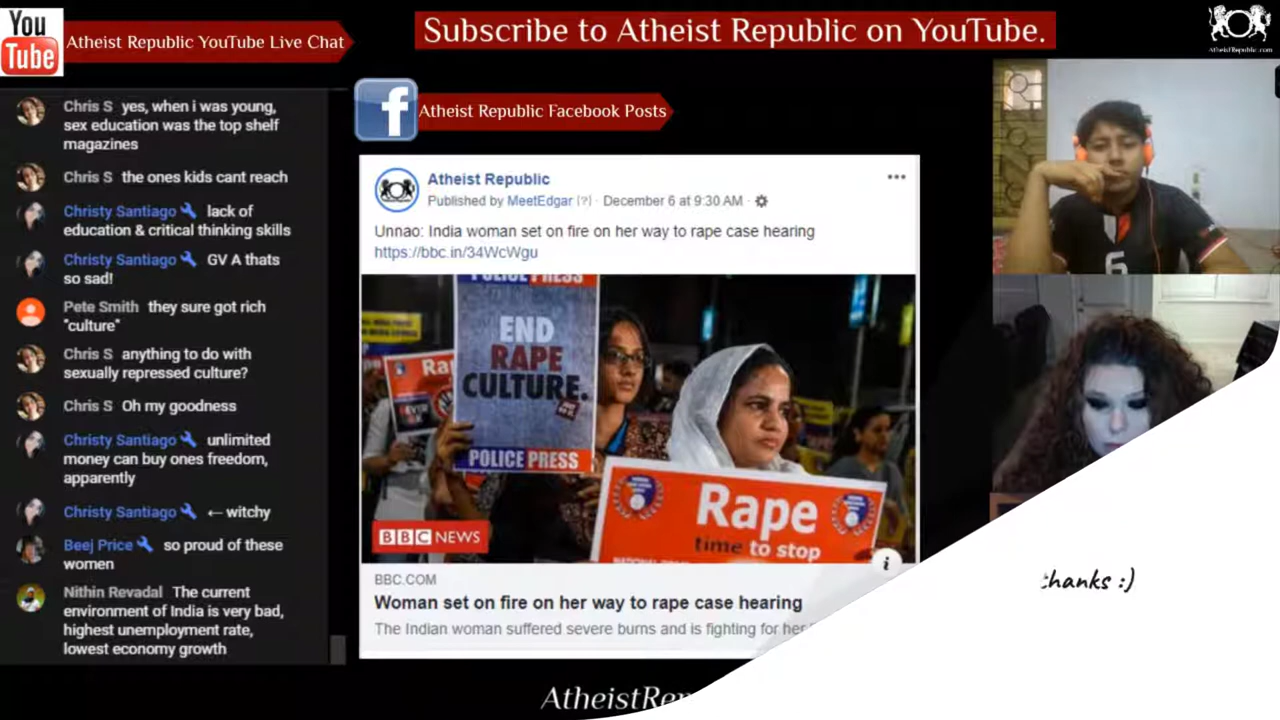 You
Tube
Atheist Republic YouTube Live Chat
Subscribe to Atheist Republic on YouTube.
AtheistRepublic.com
Atheist Republic Facebook Posts
Chris S yes, when i was young,
sex education was the top shelf
magazines
Chris S the ones kids cant reach
Christy Santiago lack of
education & critical thinking skills
Christy Santiago GV A thats
so sad!
Pete Smith they sure got rich
"culture"
Chris S anything to do with
sexually repressed culture?
Chris S Oh my goodness
Christy Santiago unlimited
money can buy ones freedom,
apparently
Christy Santiago ←witchy
Beej Price so proud of these
women
Nithin Revadal The current
environment of India is very bad,
highest unemployment rate,
lowest economy growth
f
Atheist Republic
Published by MeetEdgar [?] · December 6 at 9:30 AM ·
Unnao: India woman set on fire on her way to rape case hearing
https://bbc.in/34WcWgu
POLICE PRESS
END
RAPE
CULTURE.
POLICE PRESS
Ra
Rape
time to stop
BBC NEWS
i
BBC.COM
Woman set on fire on her way to rape case hearing
The Indian woman suffered severe burns and is fighting for her
6
thanks :)
AtheistRe